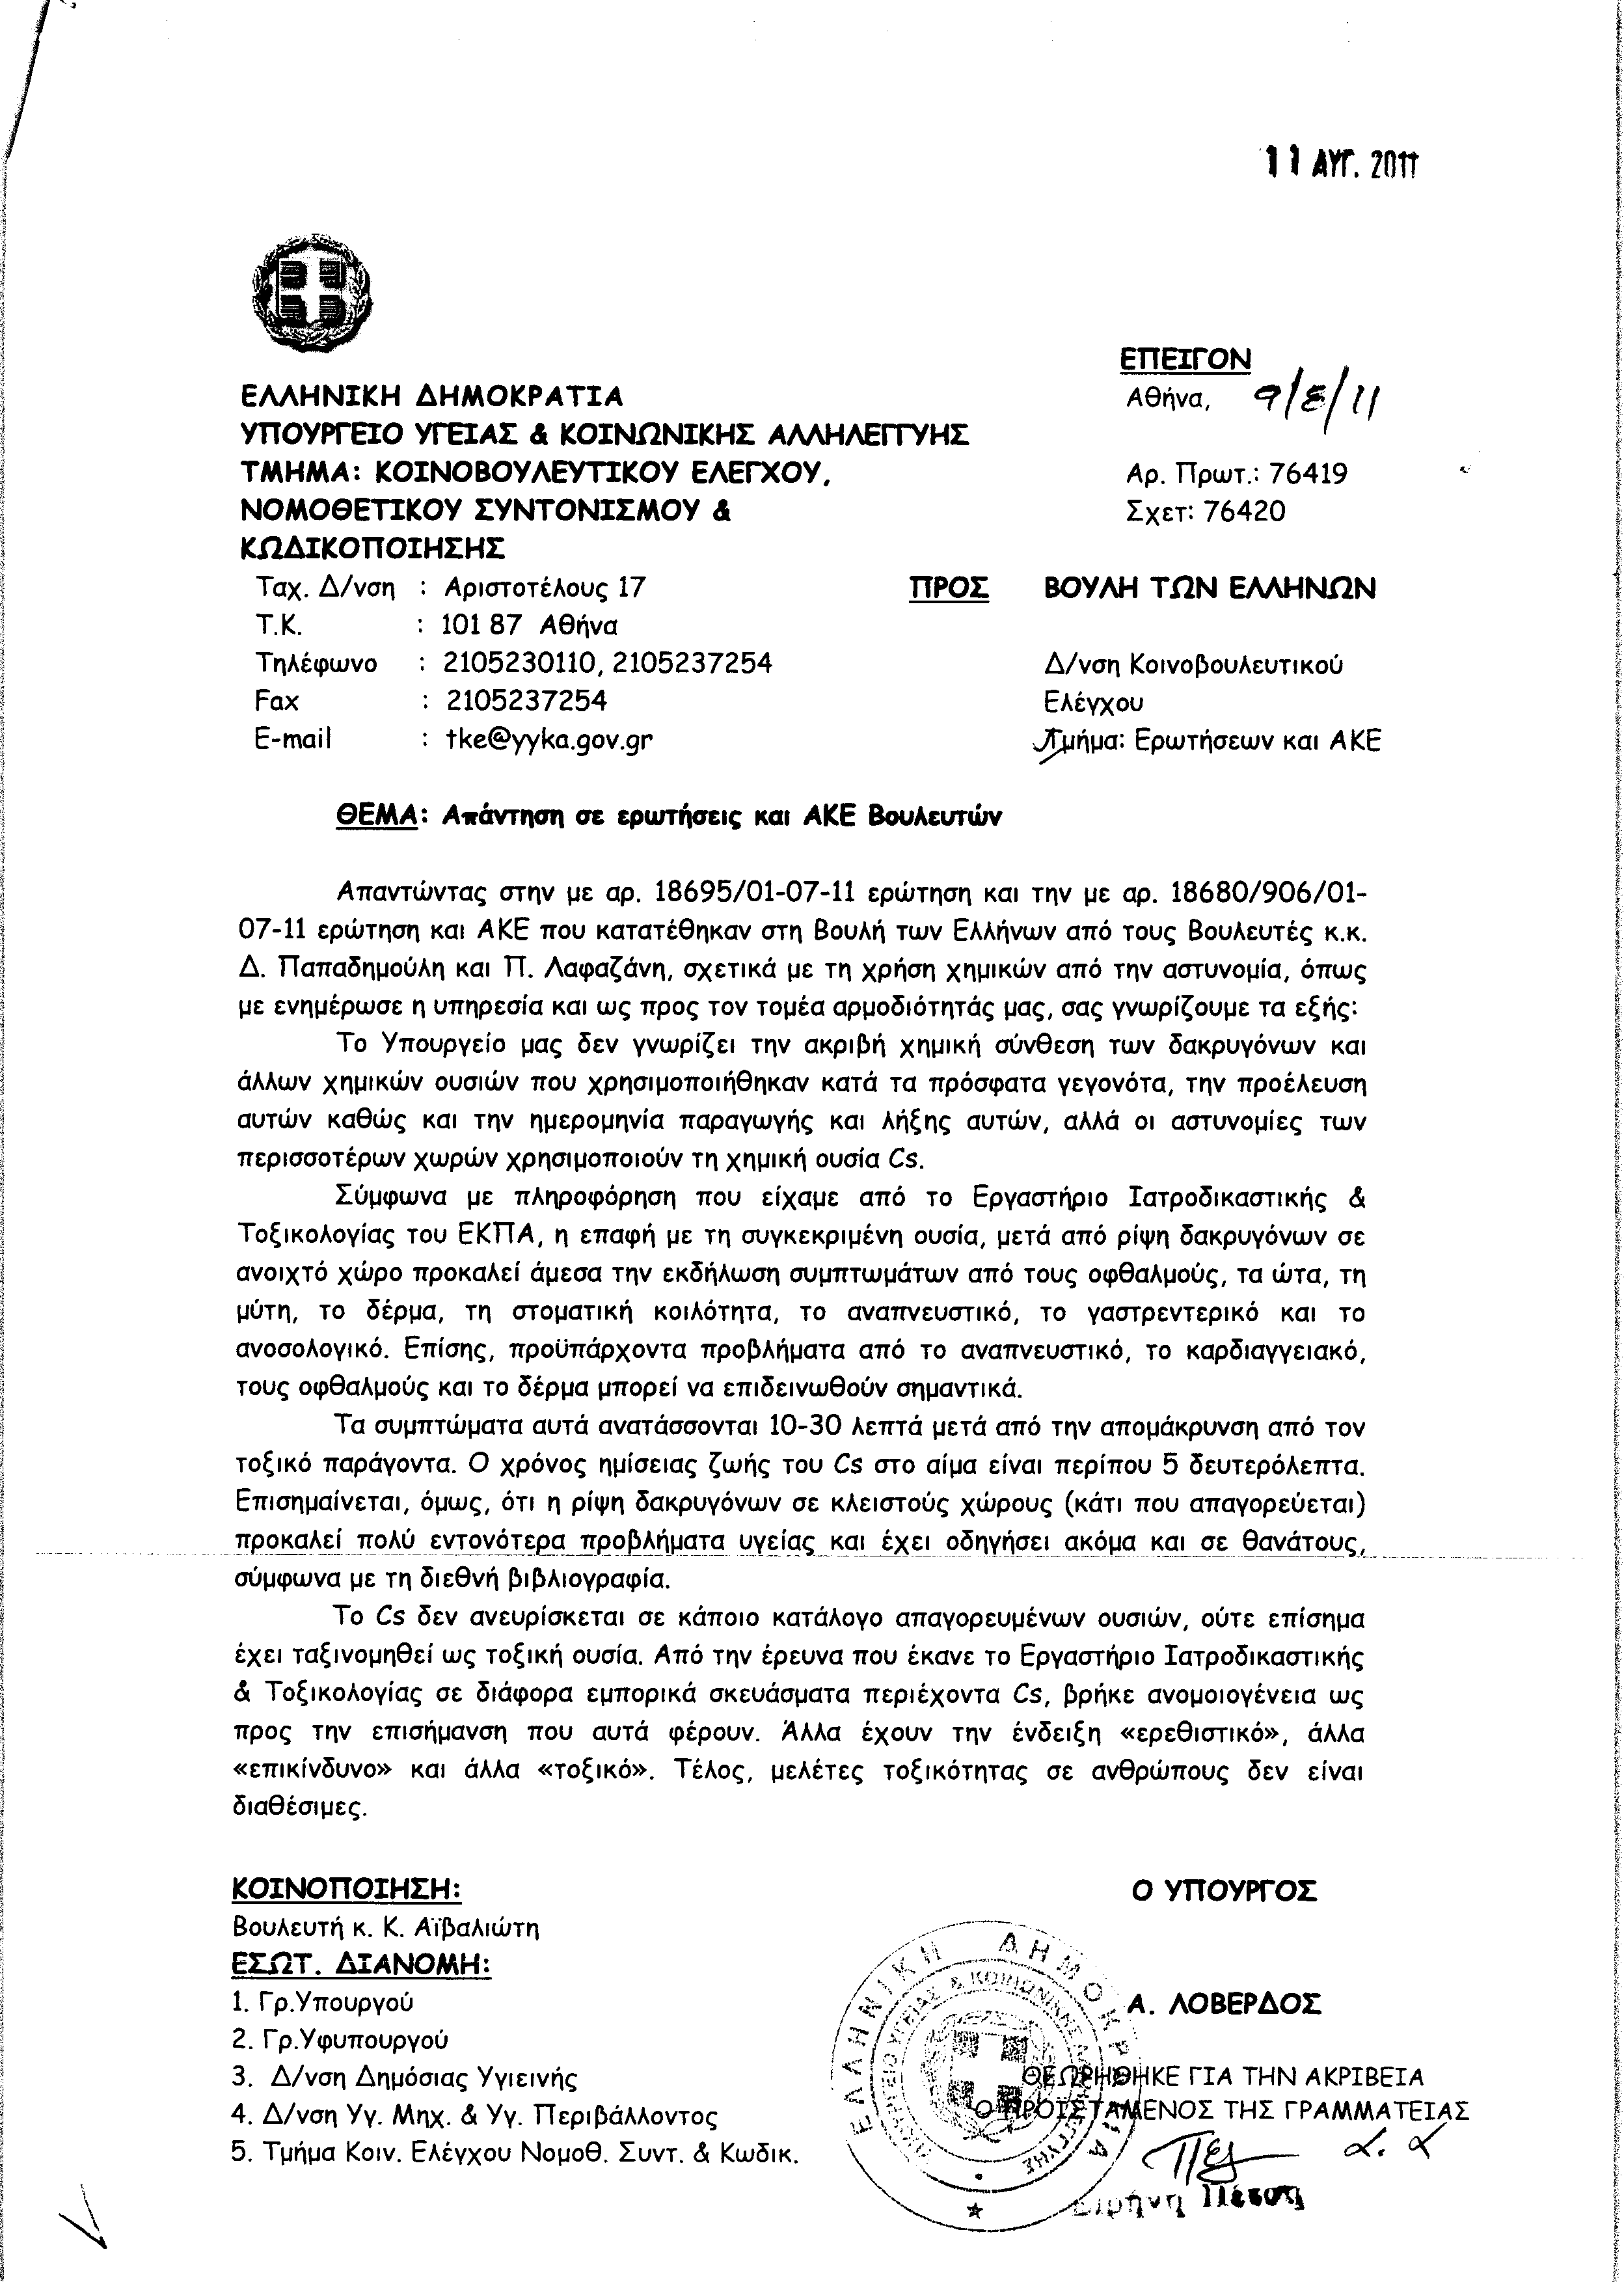 11 ΑΥΓ. 2011
ΕΠΕΙΓΟΝ
Αθήνα, 9/8/11
ΕΛΛΗΝΙΚΗ ΔΗΜΟΚΡΑΤΙΑ
ΥΠΟΥΡΓΕΙΟ ΥΓΕΙΑΣ & ΚΟΙΝΩΝΙΚΗΣ ΑΛΛΗΛΕΓΓΥΗΣ
ΤΜΗΜΑ: ΚΟΙΝΟΒΟΥΛΕΥΤΙΚΟΥ ΕΛΕΓΧΟΥ,
ΝΟΜΟΘΕΤΙΚΟΥ ΣΥΝΤΟΝΙΣΜΟΥ &
ΚΩΔΙΚΟΠΟΙΗΣΗΣ
Αρ. Πρωτ.: 76419
Σχετ: 76420
Ταχ. Δ/νση : Αριστοτέλους 17
Τ.Κ. : 101 87 Αθήνα
Τηλέφωνο : 2105230110, 2105237254
Fax : 2105237254
E-mail : tke@yyka.gov.gr
ΠΡΟΣ ΒΟΥΛΗ ΤΩΝ ΕΛΛΗΝΩΝ
Δ/νση Κοινοβουλευτικού
Ελέγχου
Τμήμα: Ερωτήσεων και ΑΚΕ
ΘΕΜΑ: Απάντηση σε ερωτήσεις και ΑΚΕ Βουλευτών
Απαντώντας στην με αρ. 18695/01-07-11 ερώτηση και την με αρ. 18680/906/01-
07-11 ερώτηση και ΑΚΕ που κατατέθηκαν στη Βουλή των Ελλήνων από τους Βουλευτές κ.κ.
Δ. Παπαδημούλη και Π. Λαφαζάνη, σχετικά με τη χρήση χημικών από την αστυνομία, όπως
με ενημέρωσε η υπηρεσία και ως προς τον τομέα αρμοδιότητάς μας, σας γνωρίζουμε τα εξής:
Το Υπουργείο μας δεν γνωρίζει την ακριβή χημική σύνθεση των δακρυγόνων και
άλλων χημικών ουσιών που χρησιμοποιήθηκαν κατά τα πρόσφατα γεγονότα, την προέλευση
αυτών καθώς και την ημερομηνία παραγωγής και λήξης αυτών, αλλά οι αστυνομίες των
περισσοτέρων χωρών χρησιμοποιούν τη χημική ουσία Cs.
Σύμφωνα με πληροφόρηση που είχαμε από το Εργαστήριο Ιατροδικαστικής &
Τοξικολογίας του ΕΚΠΑ, η επαφή με τη συγκεκριμένη ουσία, μετά από ρίψη δακρυγόνων σε
ανοιχτό χώρο προκαλεί άμεσα την εκδήλωση συμπτωμάτων από τους οφθαλμούς, τα ώτα, τη
μύτη, το δέρμα, τη στοματική κοιλότητα, το αναπνευστικό, το γαστρεντερικό και το
ανοσολογικό. Επίσης, προϋπάρχοντα προβλήματα από το αναπνευστικό, το καρδιαγγειακό,
τους οφθαλμούς και το δέρμα μπορεί να επιδεινωθούν σημαντικά.
Τα συμπτώματα αυτά ανατάσσονται 10-30 λεπτά μετά από την απομάκρυνση από τον
τοξικό παράγοντα. Ο χρόνος ημίσειας ζωής του Cs στο αίμα είναι περίπου 5 δευτερόλεπτα.
Επισημαίνεται, όμως, ότι η ρίψη δακρυγόνων σε κλειστούς χώρους (κάτι που απαγορεύεται)
προκαλεί πολύ εντονότερα προβλήματα υγείας και έχει οδηγήσει ακόμα και σε θανάτους,
σύμφωνα με τη διεθνή βιβλιογραφία.
Το Cs δεν ανευρίσκεται σε κάποιο κατάλογο απαγορευμένων ουσιών, ούτε επίσημα
έχει ταξινομηθεί ως τοξική ουσία. Από την έρευνα που έκανε το Εργαστήριο Ιατροδικαστικής
& Τοξικολογίας σε διάφορα εμπορικά σκευάσματα περιέχοντα Cs, βρήκε ανομοιογένεια ως
προς την επισήμανση που αυτά φέρουν. Άλλα έχουν την ένδειξη «ερεθιστικό», άλλα
«επικίνδυνο» και άλλα «τοξικό». Τέλος, μελέτες τοξικότητας σε ανθρώπους δεν είναι
διαθέσιμες.
ΚΟΙΝΟΠΟΙΗΣΗ:
Βουλευτή κ. Κ. Αϊβαλιώτη
ΕΣΩΤ. ΔΙΑΝΟΜΗ:
1. Γρ.Υπουργού
2. Γρ.Υφυπουργού
3. Δ/νση Δημόσιας Υγιεινής
4. Δ/νση Υγ. Μηχ. & Υγ. Περιβάλλοντος
5. Τμήμα Κοιν. Ελέγχου Νομοθ. Συντ. & Κωδικ.
Ο ΥΠΟΥΡΓΟΣ
Α. ΛΟΒΕΡΔΟΣ
ΘΕΩΡΗΘΗΚΕ ΓΙΑ ΤΗΝ ΑΚΡΙΒΕΙΑ
Ο ΠΡΟΪΣΤΑΜΕΝΟΣ ΤΗΣ ΓΡΑΜΜΑΤΕΙΑΣ
α. α
Ειρήνη Πέππη
ΕΛΛΗΝΙΚΗ ΔΗΜΟΚΡΑΤΙΑ
ΥΠΟΥΡΓΕΙΟ ΥΓΕΙΑΣ & ΚΟΙΝΩΝΙΚΗΣ ΑΛΛΗΛΕΓΓΥΗΣ